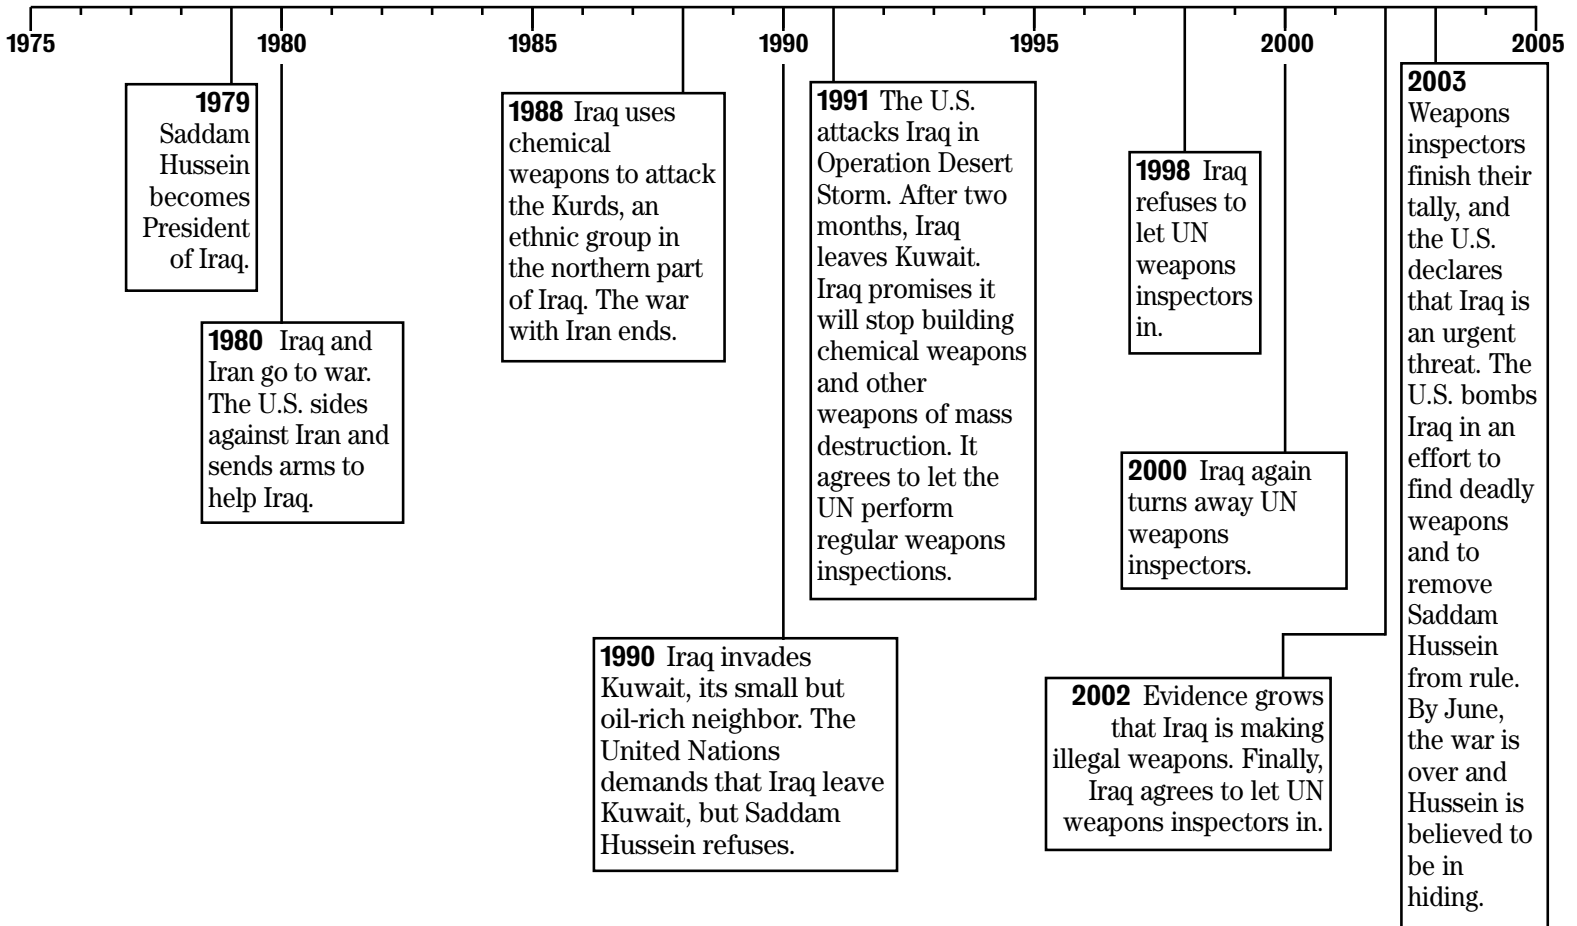 1975
1980
1985
1990
1995
2000
2005
1979
Saddam
Hussein
becomes
President
of Iraq.
1980 Iraq and
Iran go to war.
The U.S. sides
against Iran and
sends arms to
help Iraq.
1988 Iraq uses
chemical
weapons to attack
the Kurds, an
ethnic group in
the northern part
of Iraq. The war
with Iran ends.
1990 Iraq invades
Kuwait, its small but
oil-rich neighbor. The
United Nations
demands that Iraq leave
Kuwait, but Saddam
Hussein refuses.
1991 The U.S.
attacks Iraq in
Operation Desert
Storm. After two
months, Iraq
leaves Kuwait.
Iraq promises it
will stop building
chemical weapons
and other
weapons of mass
destruction. It
agrees to let the
UN perform
regular weapons
inspections.
1998 Iraq
refuses to
let UN
weapons
inspectors
in.
2000 Iraq again
turns away UN
weapons
inspectors.
2002 Evidence grows
that Iraq is making
illegal weapons. Finally,
Iraq agrees to let UN
weapons inspectors in.
2003
Weapons
inspectors
finish their
tally, and
the U.S.
declares
that Iraq is
an urgent
threat. The
U.S. bombs
Iraq in an
effort to
find deadly
weapons
and to
remove
Saddam
Hussein
from rule.
By June,
the war is
over and
Hussein is
believed to
be in
hiding.